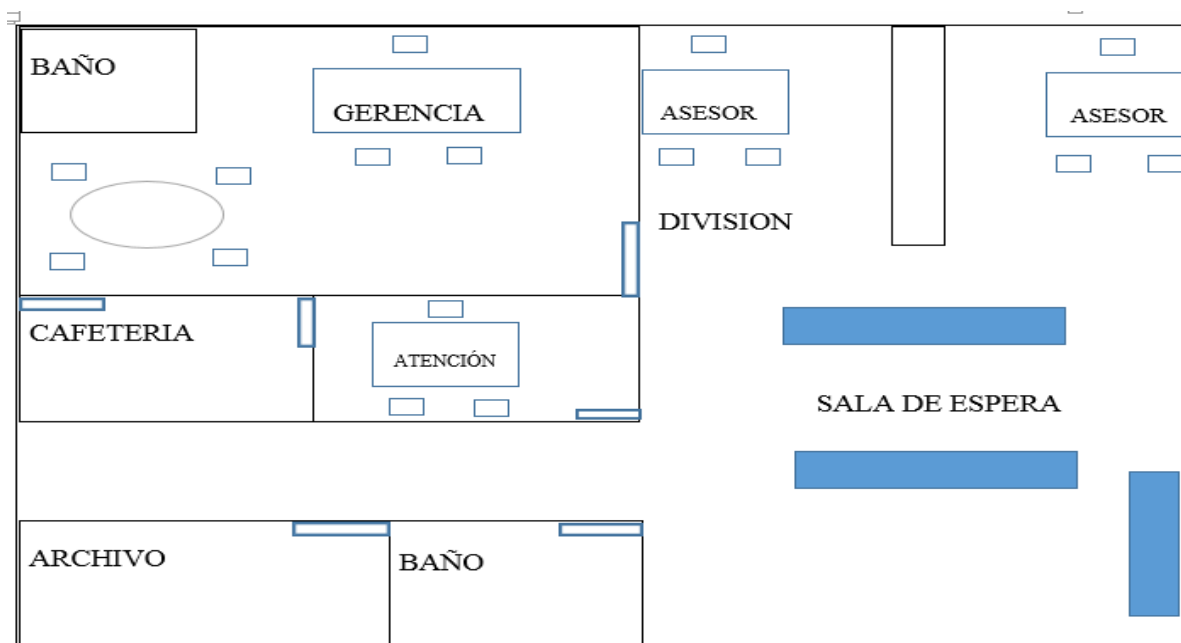 BAÑO
GERENCIA
ASESOR
ASESOR
DIVISION
CAFETERIA
ATENCIÓN
SALA DE ESPERA
ARCHIVO
BAÑO